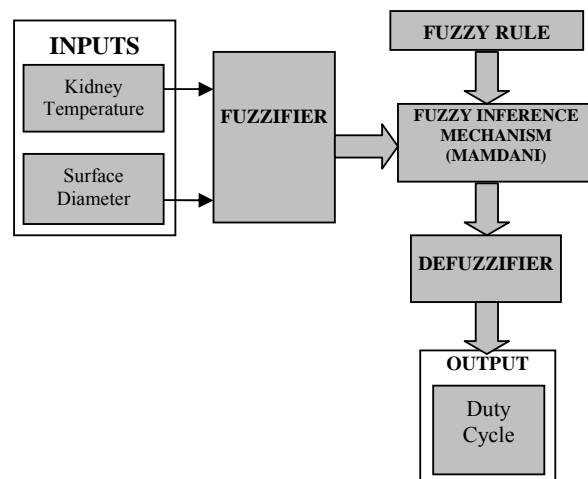 INPUTS
Kidney
Temperature
Surface
Diameter
FUZZIFIER
FUZZY RULE
FUZZY INFERENCE
MECHANISM
(MAMDANI)
DEFUZZIFIER
OUTPUT
Duty
Cycle